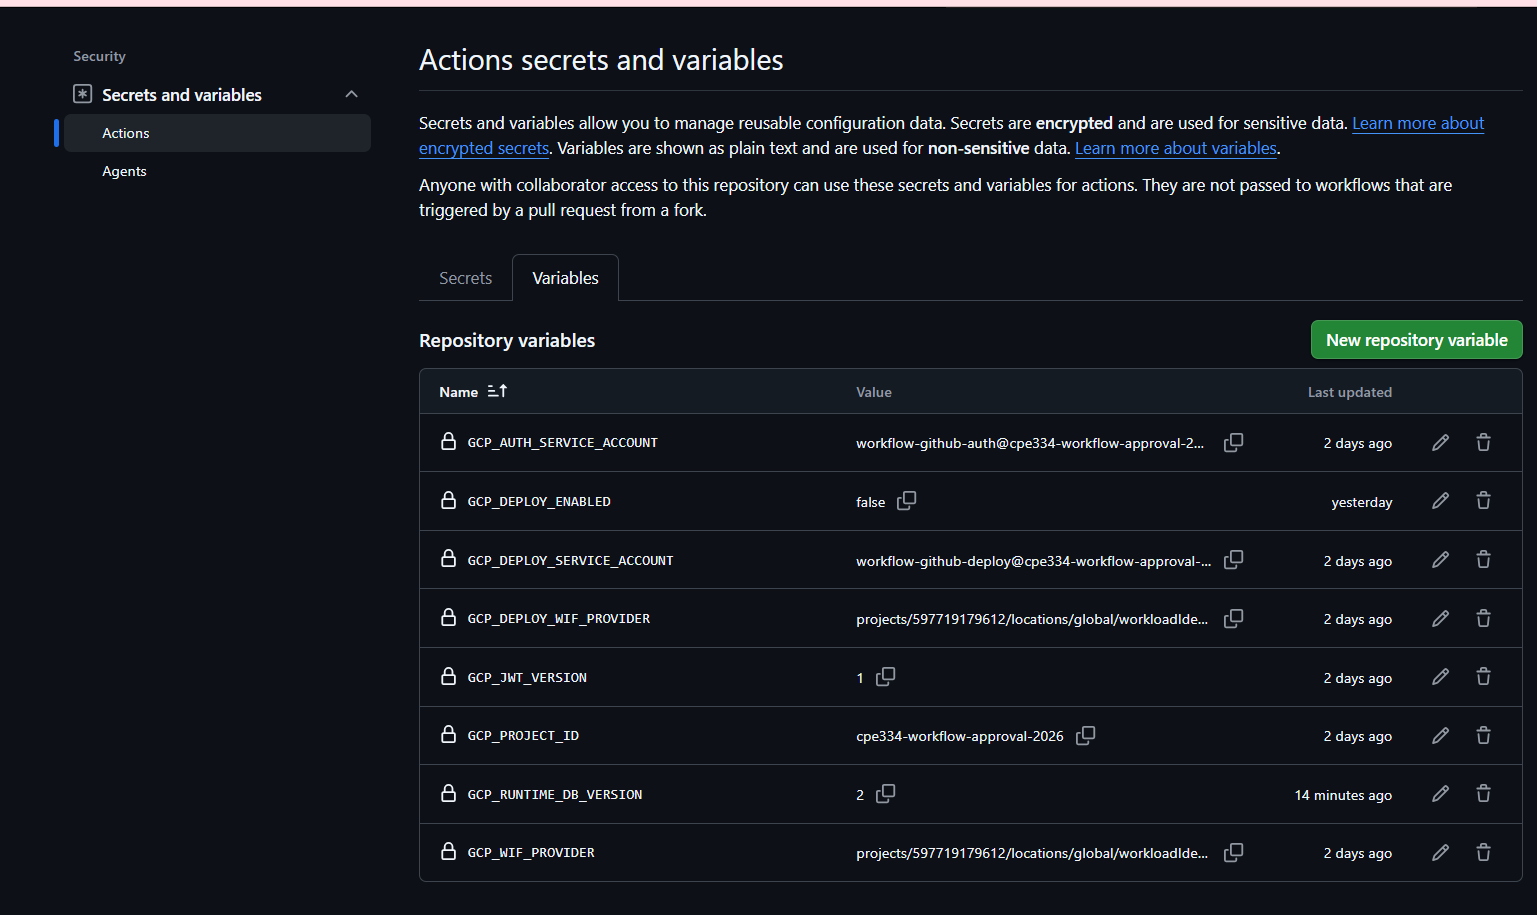 Security
Secrets and variables
Actions
Agents
Actions secrets and variables
Secrets and variables allow you to manage reusable configuration data. Secrets are encrypted and are used for sensitive data. Learn more about
encrypted secrets. Variables are shown as plain text and are used for non-sensitive data. Learn more about variables.
Anyone with collaborator access to this repository can use these secrets and variables for actions. They are not passed to workflows that are
triggered by a pull request from a fork.
Secrets Variables
Repository variables New repository variable
Name Value Last updated
GCP_AUTH_SERVICE_ACCOUNT workflow-github-auth@cpe334-workflow-approval-2... 2 days ago
GCP_DEPLOY_ENABLED false yesterday
GCP_DEPLOY_SERVICE_ACCOUNT workflow-github-deploy@cpe334-workflow-approval-... 2 days ago
GCP_DEPLOY_WIF_PROVIDER projects/597719179612/locations/global/workloadIde... 2 days ago
GCP_JWT_VERSION 1 2 days ago
GCP_PROJECT_ID cpe334-workflow-approval-2026 2 days ago
GCP_RUNTIME_DB_VERSION 2 14 minutes ago
GCP_WIF_PROVIDER projects/597719179612/locations/global/workloadIde... 2 days ago